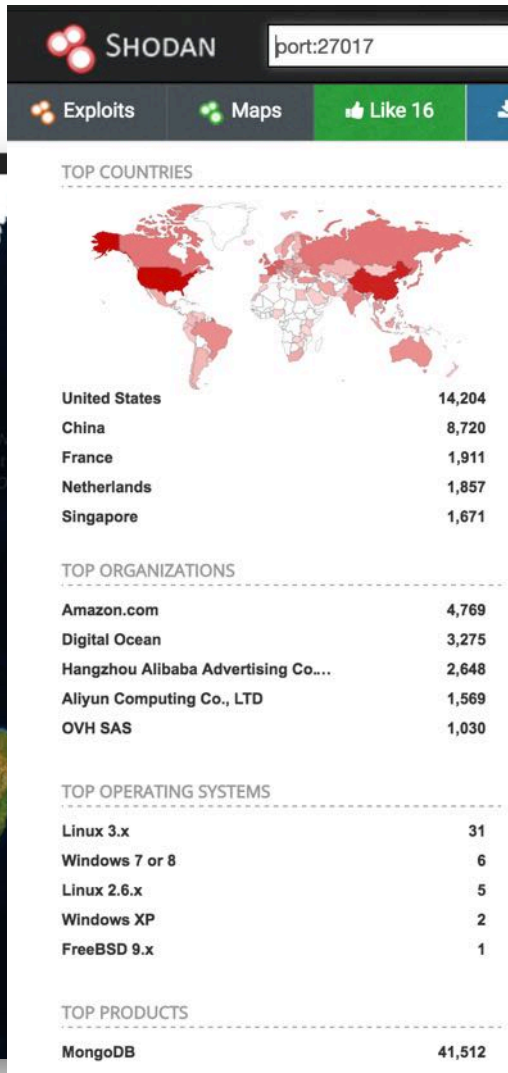 SHODAN port:27017
Exploits Maps Like 16
TOP COUNTRIES
United States 14,204
China 8,720
France 1,911
Netherlands 1,857
Singapore 1,671
TOP ORGANIZATIONS
Amazon.com 4,769
Digital Ocean 3,275
Hangzhou Alibaba Advertising Co.... 2,648
Aliyun Computing Co., LTD 1,569
OVH SAS 1,030
TOP OPERATING SYSTEMS
Linux 3.x 31
Windows 7 or 8 6
Linux 2.6.x 5
Windows XP 2
FreeBSD 9.x 1
TOP PRODUCTS
MongoDB 41,512